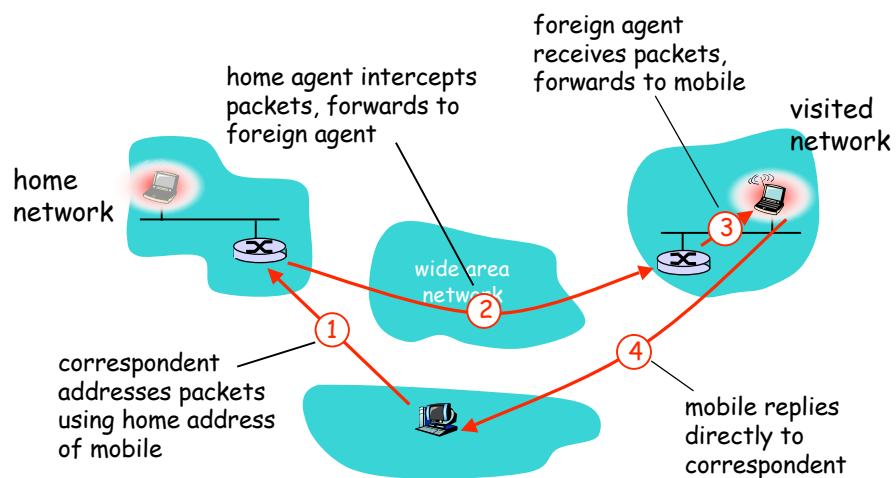 foreign agent
receives packets,
forwards to mobile
home agent intercepts
packets, forwards to
foreign agent
visited
network
home
network
3
wide area
network
2
1
4
correspondent
addresses packets
using home address
of mobile
mobile replies
directly to
correspondent